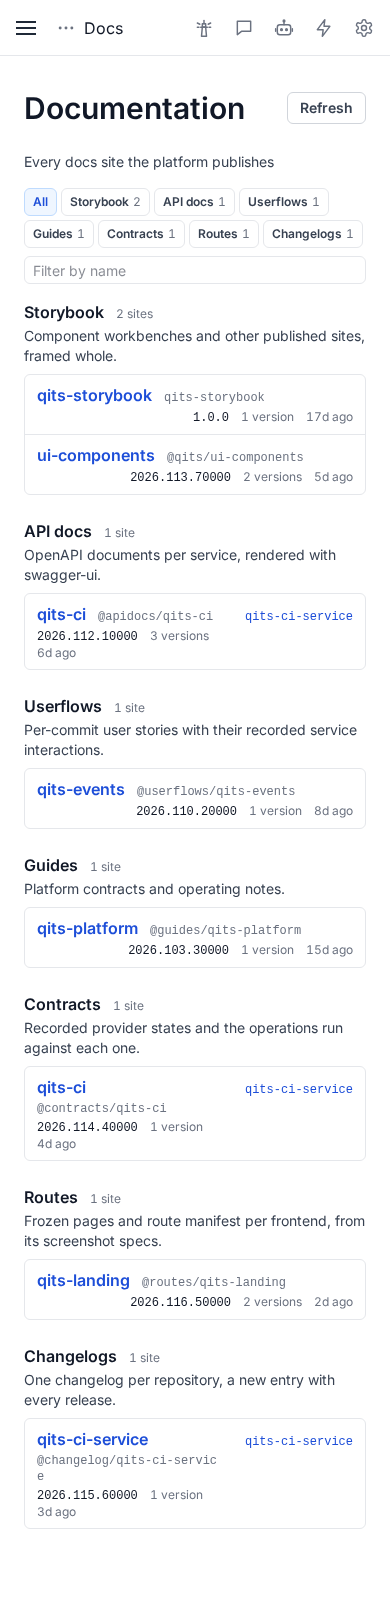 Docs
Documentation
Refresh
Every docs site the platform publishes
All Storybook 2 API docs 1 Userflows 1
Guides 1 Contracts 1 Routes 1 Changelogs 1
Filter by name
Storybook 2 sites
Component workbenches and other published sites,
framed whole.
qits-storybook qits-storybook
1.0.0 1 version 17d ago
ui-components @qits/ui-components
2026.113.70000 2 versions 5d ago
API docs 1 site
OpenAPI documents per service, rendered with
swagger-ui.
qits-ci @apidocs/qits-ci qits-ci-service
2026.112.10000 3 versions
6d ago
Userflows 1 site
Per-commit user stories with their recorded service
interactions.
qits-events @userflows/qits-events
2026.110.20000 1 version 8d ago
Guides 1 site
Platform contracts and operating notes.
qits-platform @guides/qits-platform
2026.103.30000 1 version 15d ago
Contracts 1 site
Recorded provider states and the operations run
against each one.
qits-ci qits-ci-service
@contracts/qits-ci
2026.114.40000 1 version
4d ago
Routes 1 site
Frozen pages and route manifest per frontend, from
its screenshot specs.
qits-landing @routes/qits-landing
2026.116.50000 2 versions 2d ago
Changelogs 1 site
One changelog per repository, a new entry with
every release.
qits-ci-service qits-ci-service
@changelog/qits-ci-servic
e
2026.115.60000 1 version
3d ago